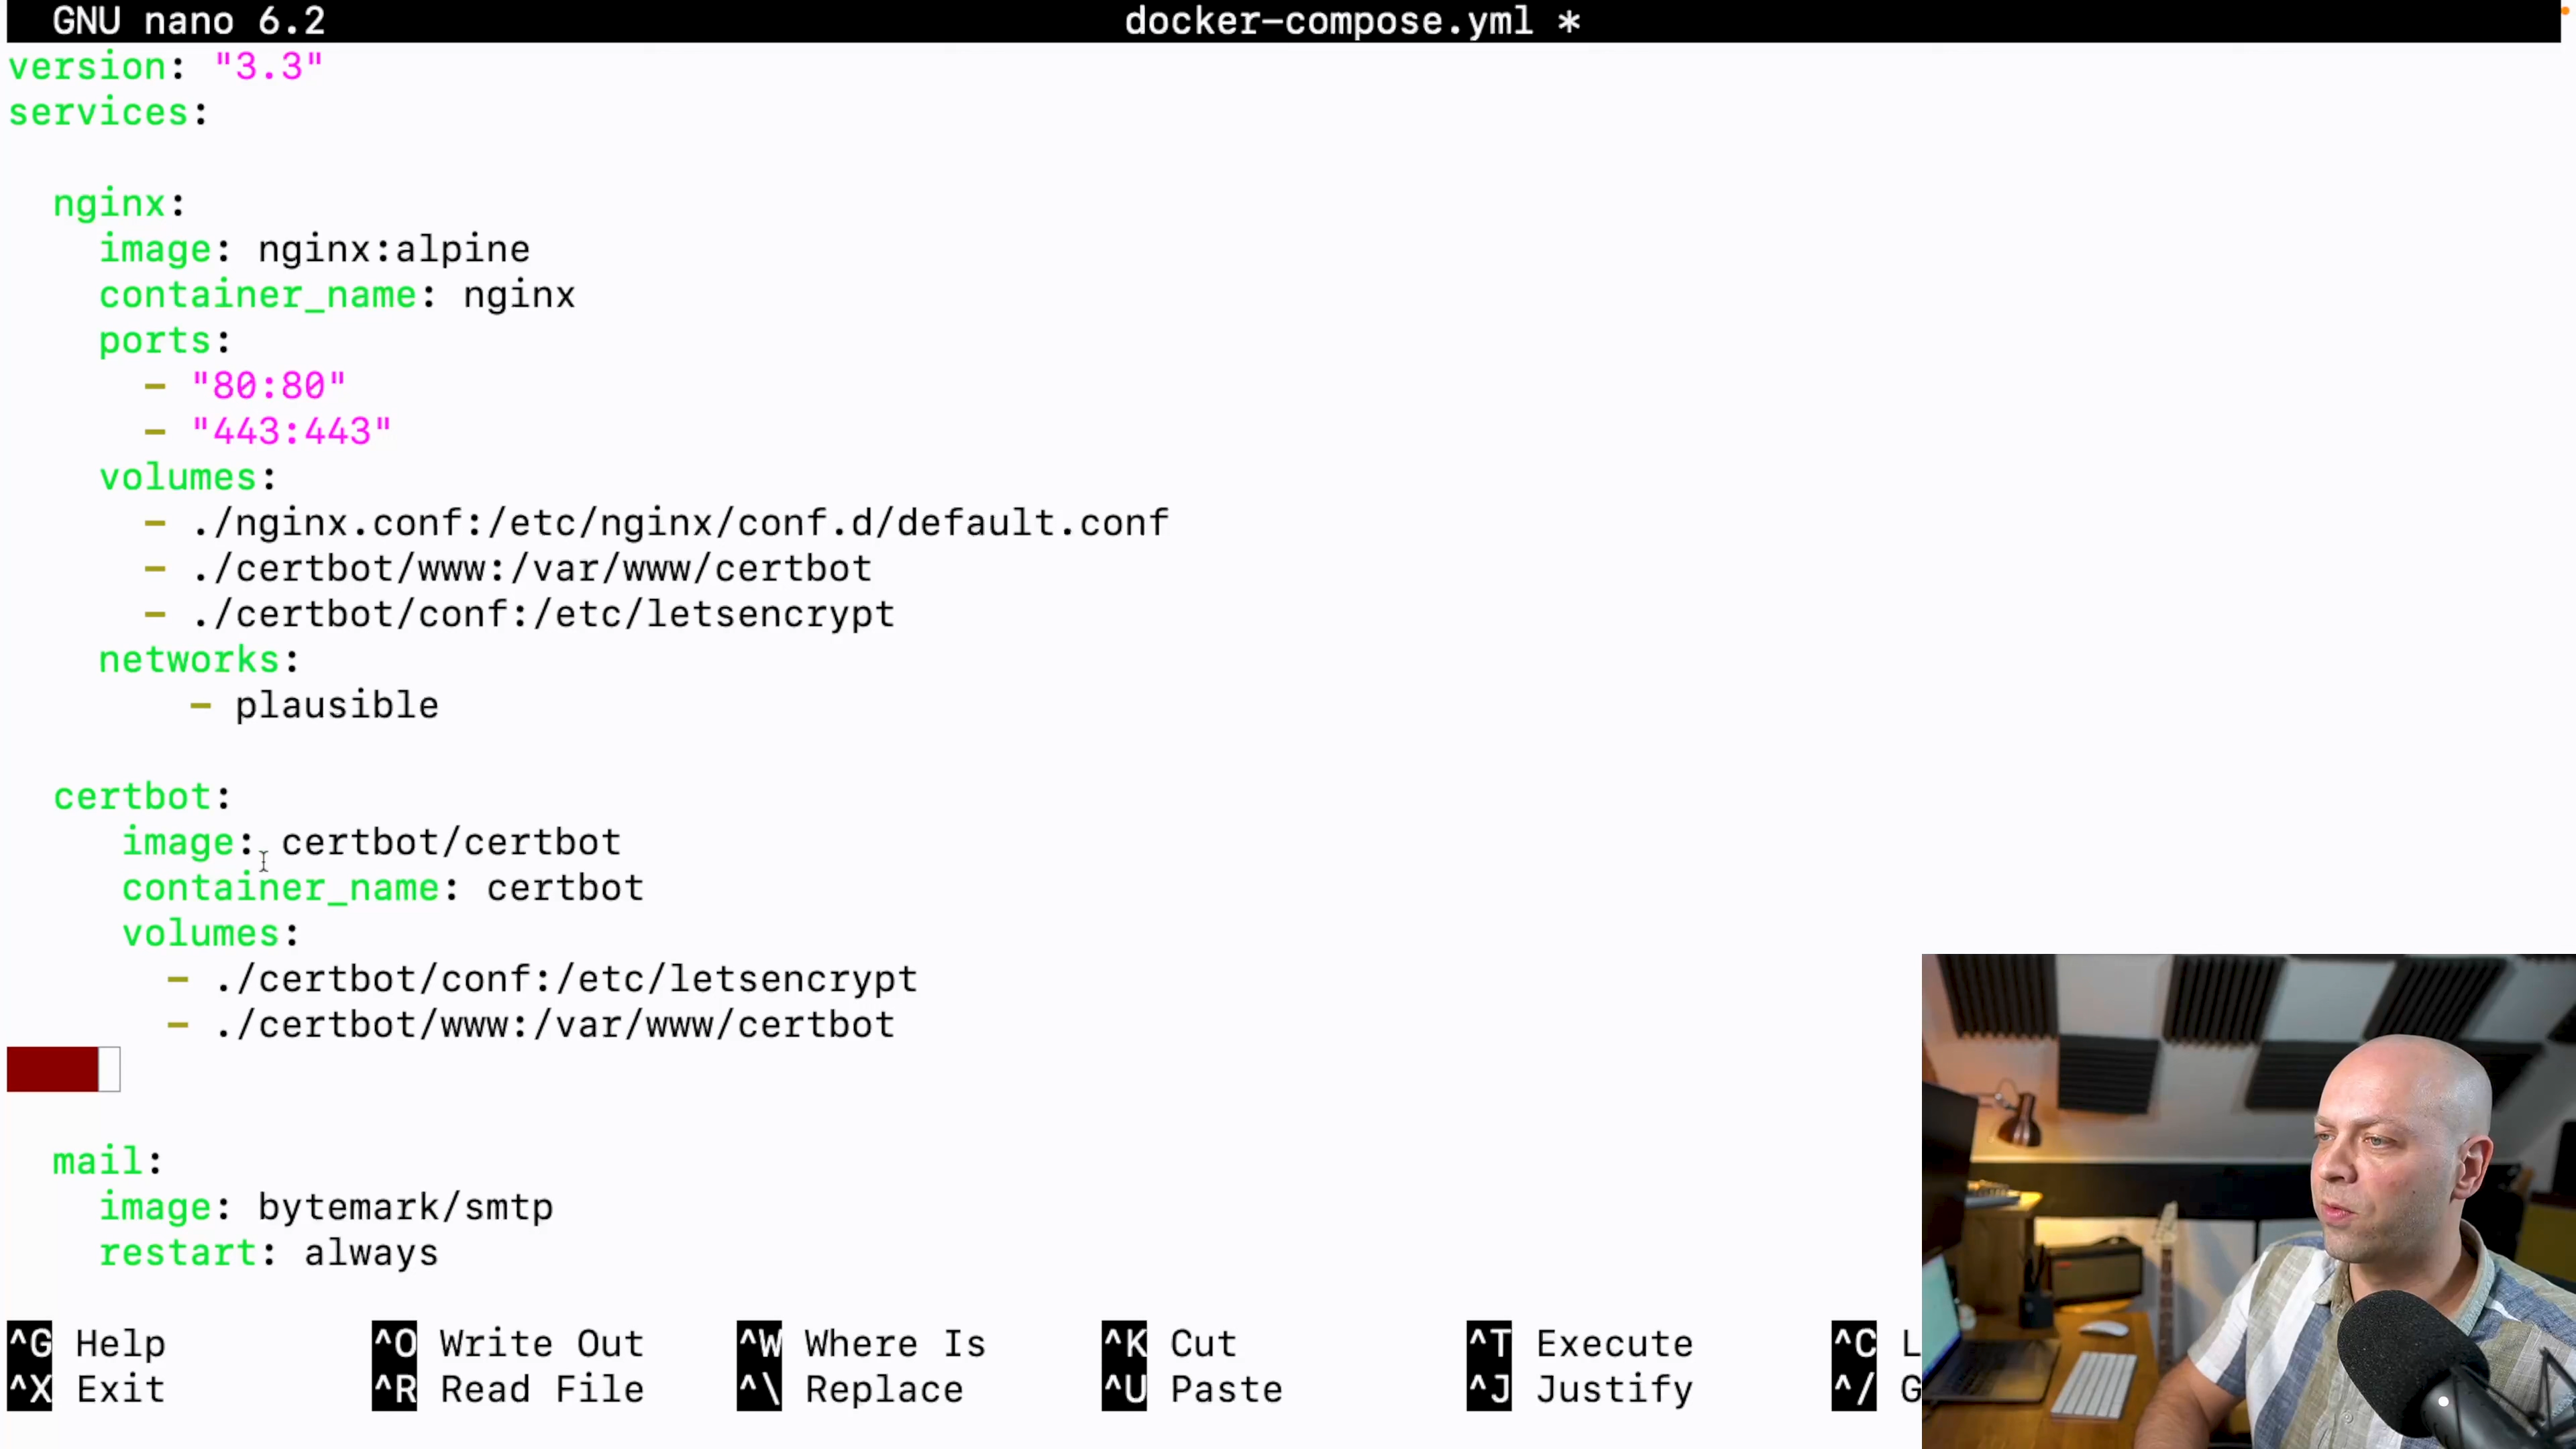 GNU nano 6.2 docker-compose.yml *
version: "3.3"
services:
nginx:
image: nginx:alpine
container_name: nginx
ports:
- "80:80"
- "443:443"
volumes:
- ./nginx.conf:/etc/nginx/conf.d/default.conf
- ./certbot/www:/var/www/certbot
- ./certbot/conf:/etc/letsencrypt
networks:
- plausible
certbot:
image: certbot/certbot
container_name: certbot
volumes:
- ./certbot/conf:/etc/letsencrypt
- ./certbot/www:/var/www/certbot
mail:
image: bytemark/smtp
restart: always
^G Help ^O Write Out ^W Where Is ^K Cut ^T Execute ^C L
^X Exit ^R Read File ^\ Replace ^U Paste ^J Justify ^/ G